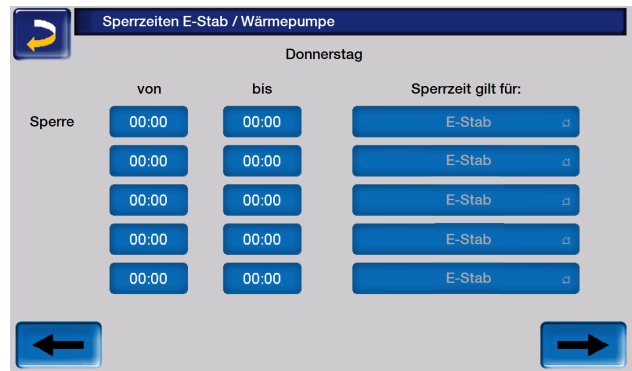 Sperrzeiten E-Stab / Wärmepumpe
Donnerstag
von bis Sperrzeit gilt für:
Sperre 00:00 00:00 E-Stab
00:00 00:00 E-Stab
00:00 00:00 E-Stab
00:00 00:00 E-Stab
00:00 00:00 E-Stab